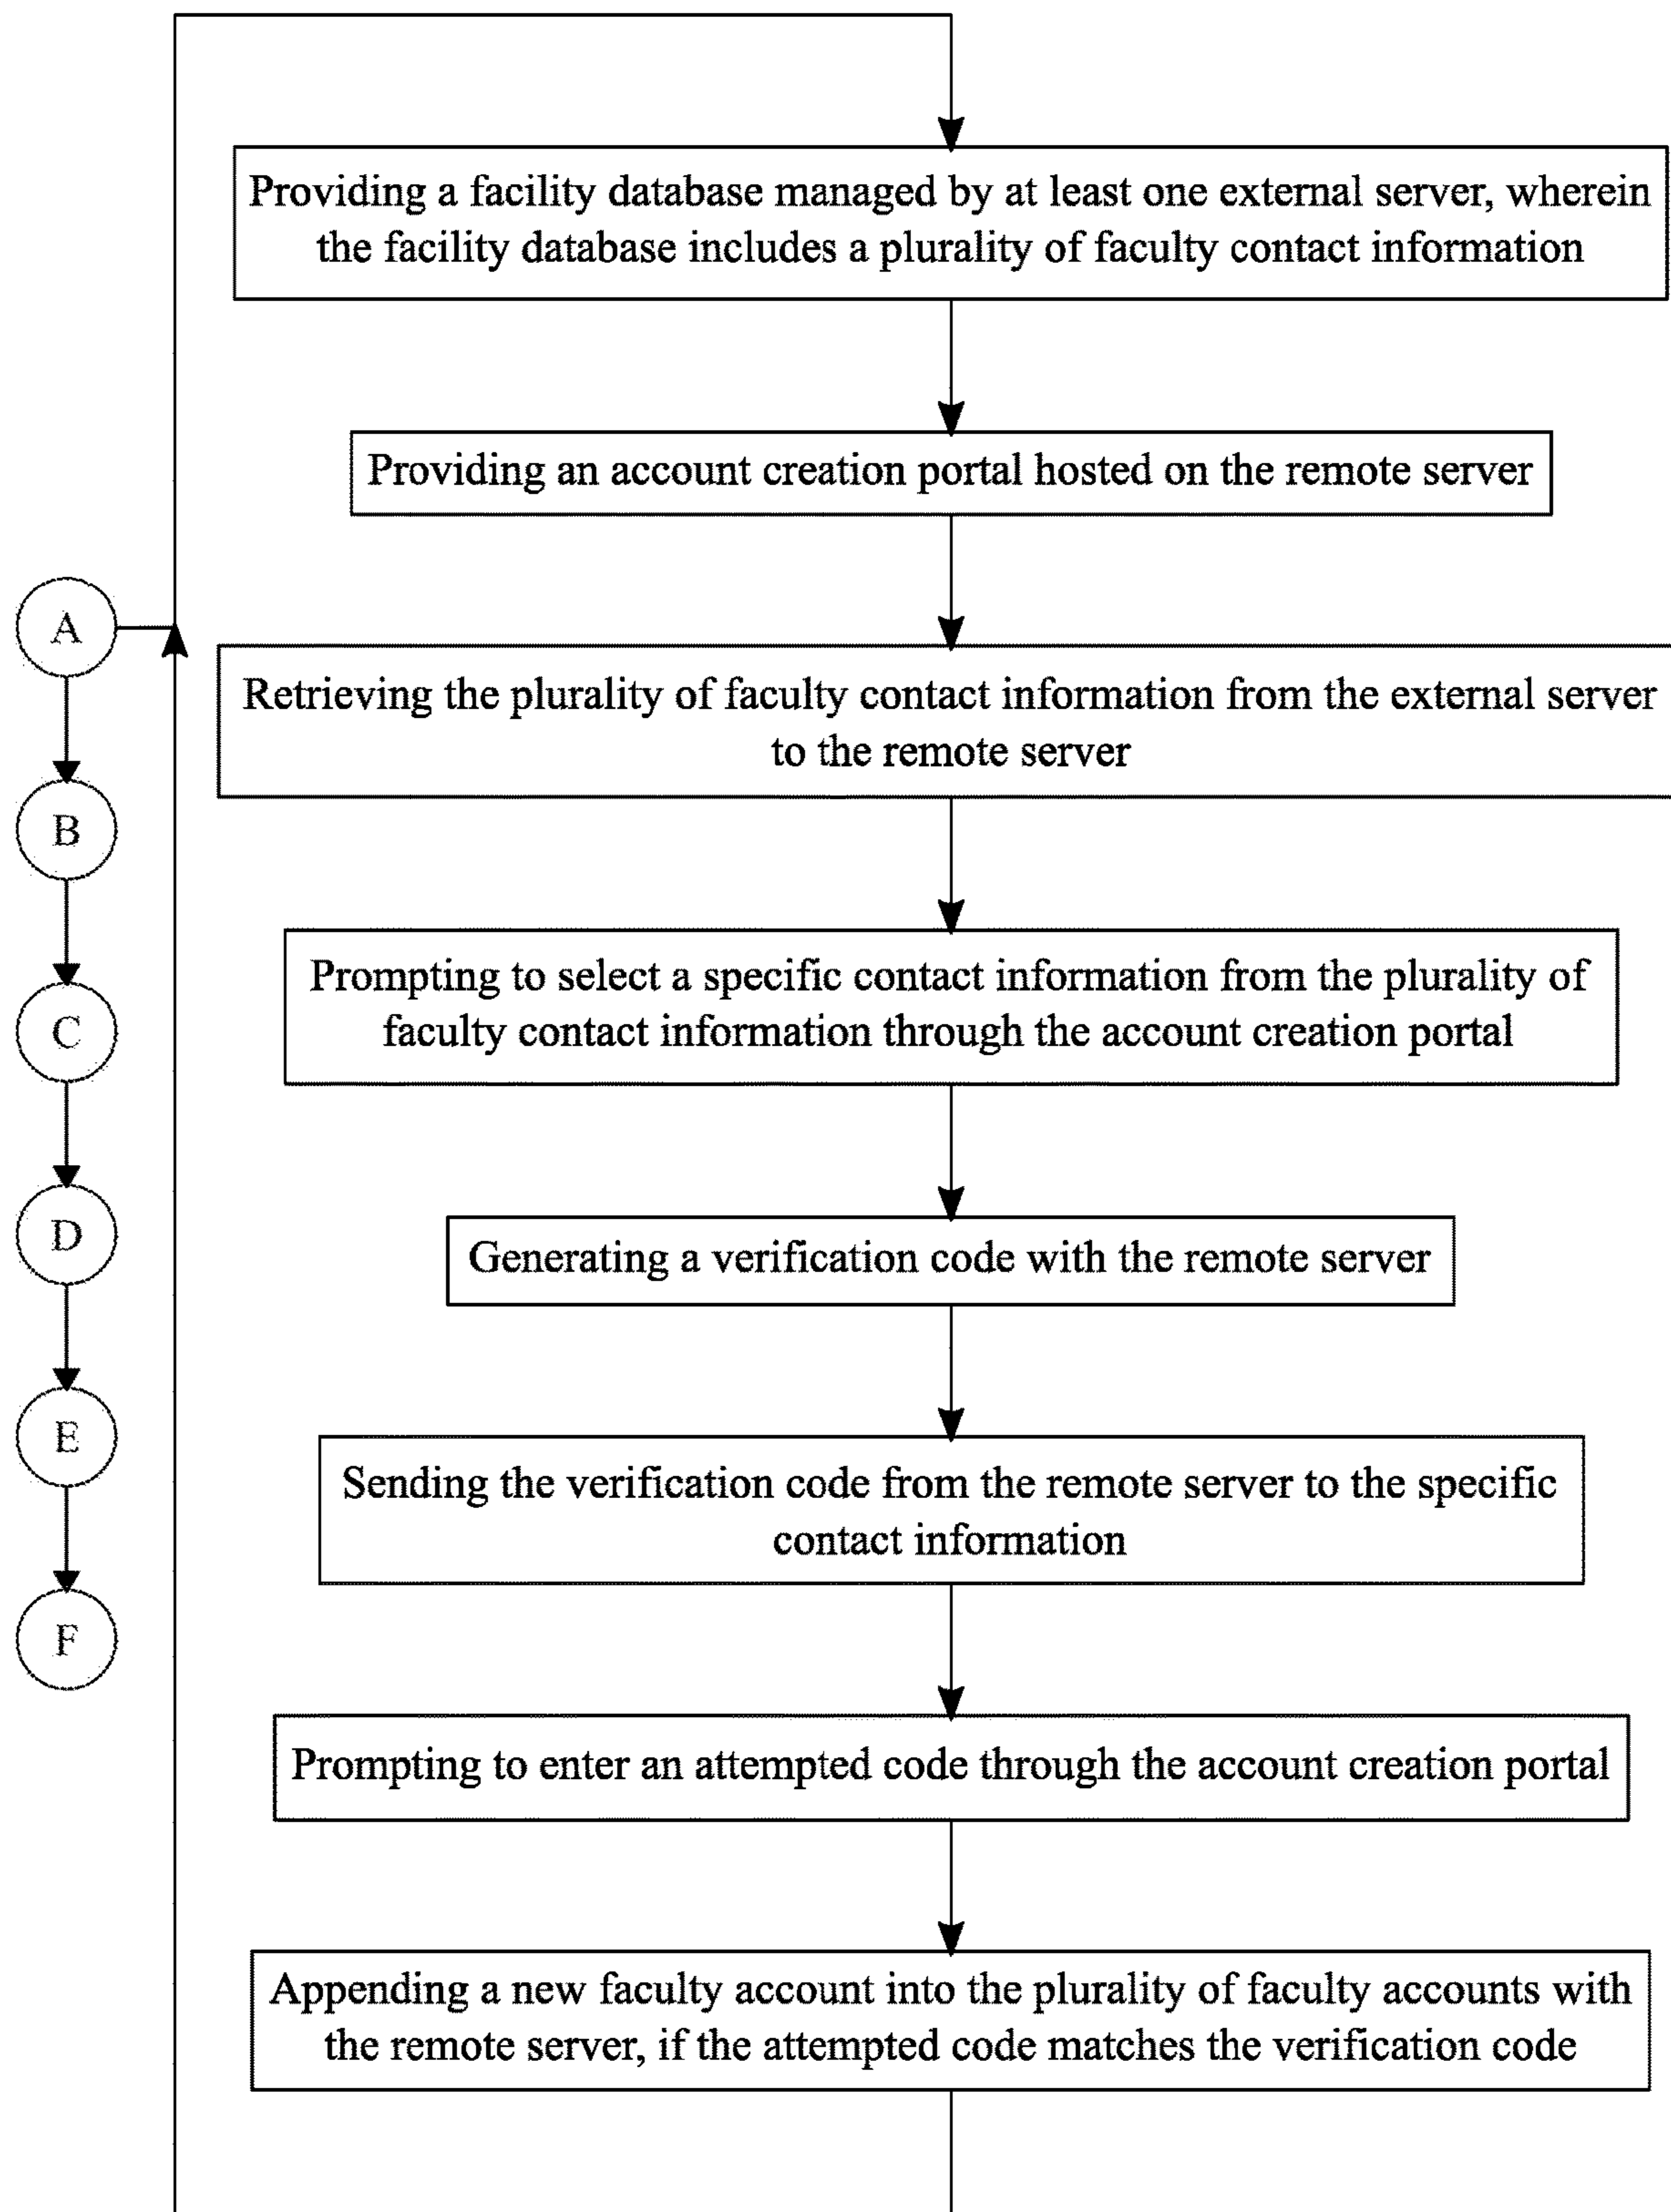 Providing a facility database managed by at least one external server, wherein
the facility database includes a plurality of faculty contact information
Providing an account creation portal hosted on the remote server
A
Retrieving the plurality of faculty contact information from the external server
to the remote server
B
Prompting to select a specific contact information from the plurality of
faculty contact information through the account creation portal
C
D
Generating a verification code with the remote server
E
Sending the verification code from the remote server to the specific
contact information
F
Prompting to enter an attempted code through the account creation portal
Appending a new faculty account into the plurality of faculty accounts with
the remote server, if the attempted code matches the verification code